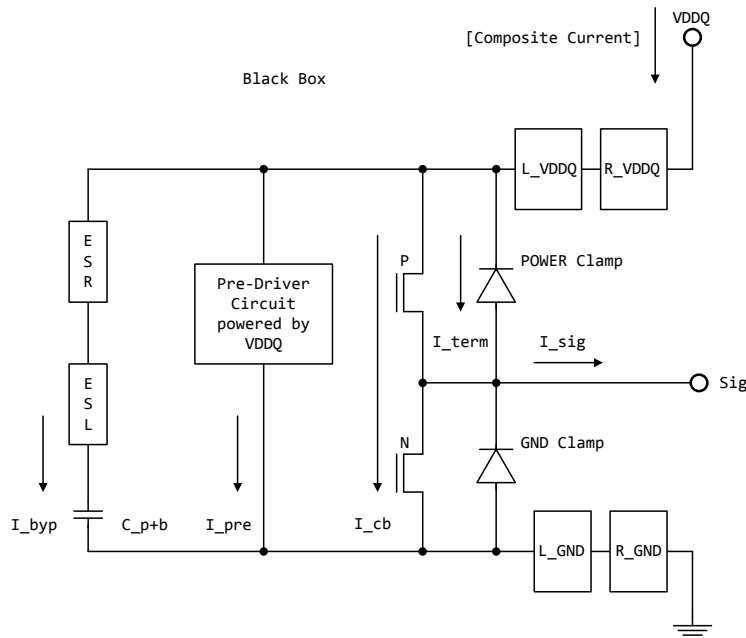 VDDQ
[Composite Current]
Black Box
L_VDDQ
R_VDDQ
E
S
R
P
POWER Clamp
Pre-Driver
Circuit
powered by
VDDQ
I_term
I_sig
Sig
E
S
L
N
GND Clamp
I_byp
C_p+b
I_pre
I_cb
L_GND
R_GND